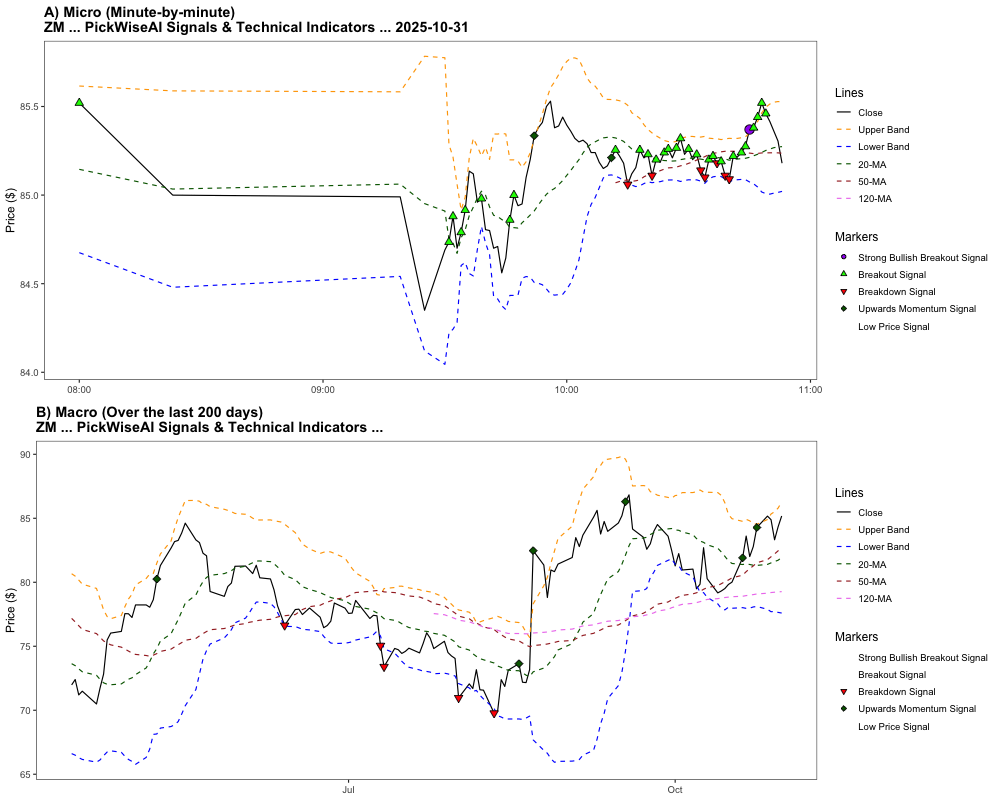 A) Micro (Minute-by-minute)
ZM ... PickWiseAI Signals & Technical Indicators ... 2025-10-31
Price ($)
85.5
85.0
84.5
84.0
08:00
09:00
10:00
11:00
Lines
Close
Upper Band
Lower Band
20-MA
50-MA
120-MA
Markers
Strong Bullish Breakout Signal
Breakout Signal
Breakdown Signal
Upwards Momentum Signal
Low Price Signal
B) Macro (Over the last 200 days)
ZM ... PickWiseAI Signals & Technical Indicators ...
Price ($)
90
85
80
75
70
65
Jul
Oct
Lines
Close
Upper Band
Lower Band
20-MA
50-MA
120-MA
Markers
Strong Bullish Breakout Signal
Breakout Signal
Breakdown Signal
Upwards Momentum Signal
Low Price Signal